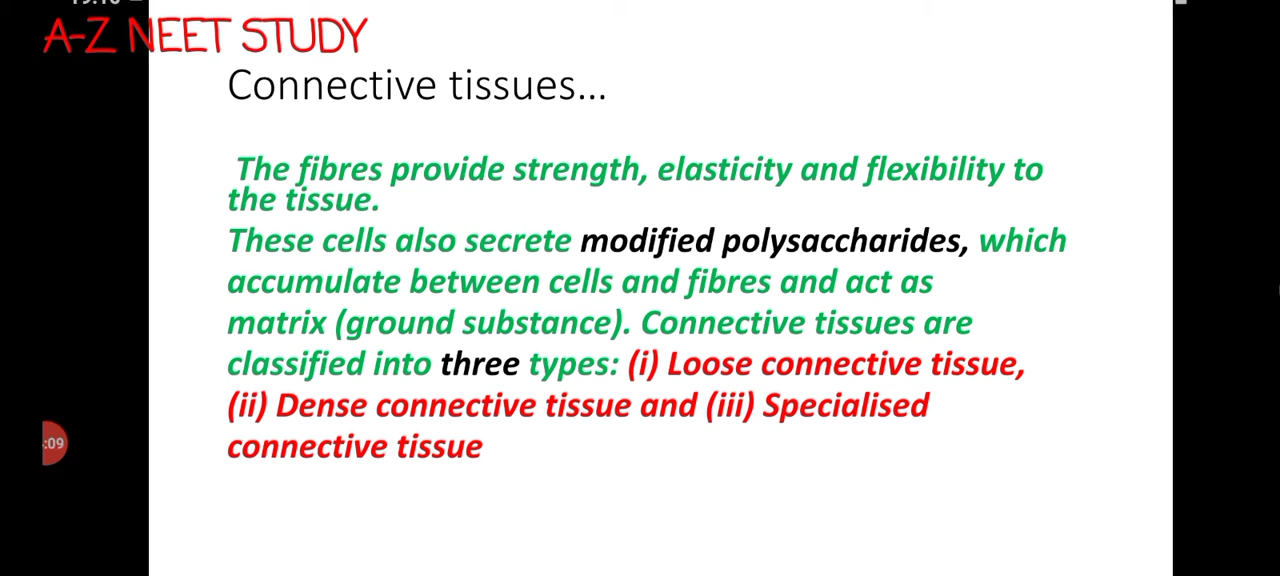 A-Z NEET STUDY
Connective tissues...
The fibres provide strength, elasticity and flexibility to
the tissue.
These cells also secrete modified polysaccharides, which
accumulate between cells and fibres and act as
matrix (ground substance). Connective tissues are
classified into three types: (i) Loose connective tissue,
(ii) Dense connective tissue and (iii) Specialised
:09
connective tissue